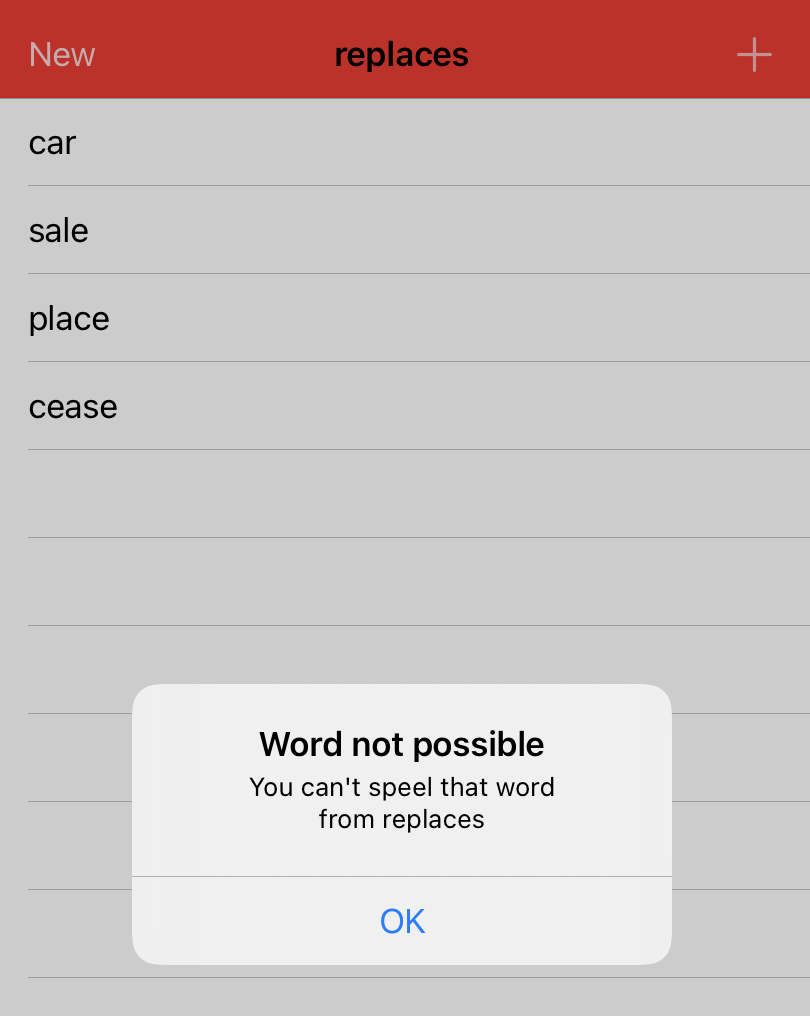 New replaces +
car
sale
place
cease
Word not possible
You can't speel that word
from replaces
OK